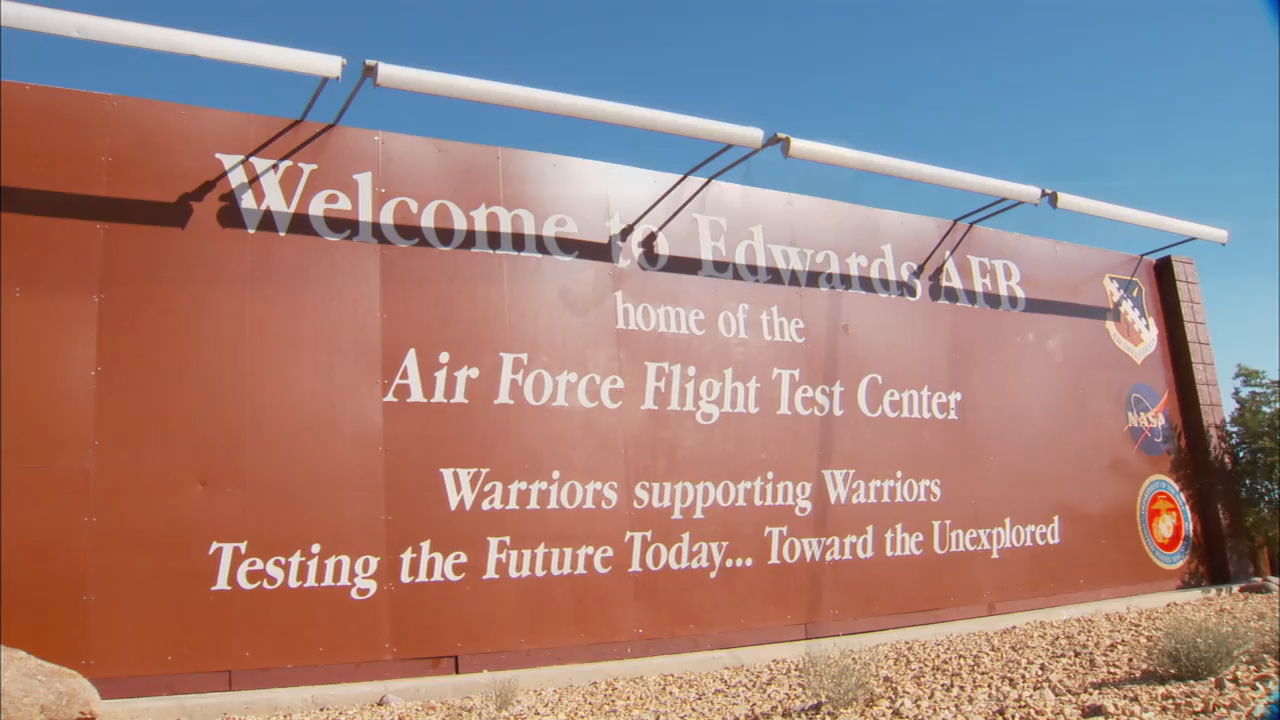 Welcome to Edwards AFB
home of the
Air Force Flight Test Center
Warriors supporting Warriors
Testing the Future Today... Toward the Unexplored
NASA